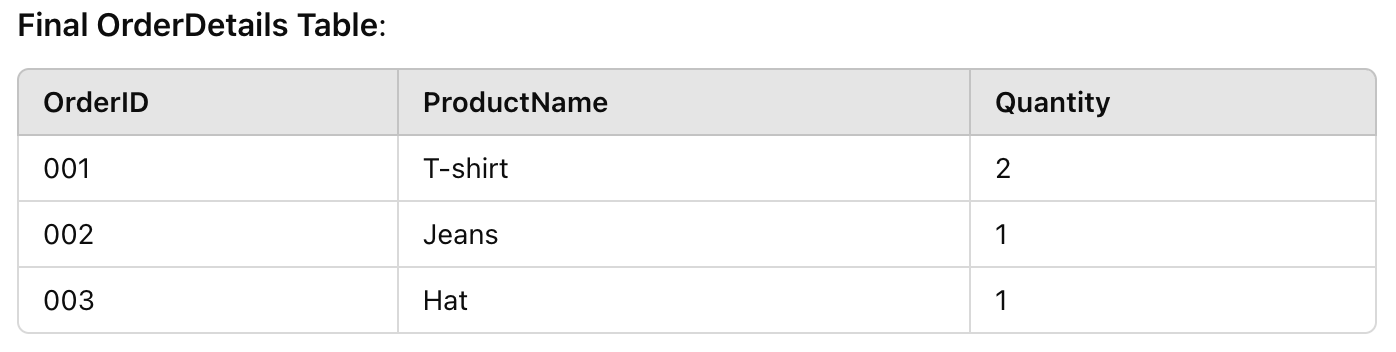 Final OrderDetails Table:
OrderID ProductName Quantity
001 T-shirt 2
002 Jeans 1
003 Hat 1